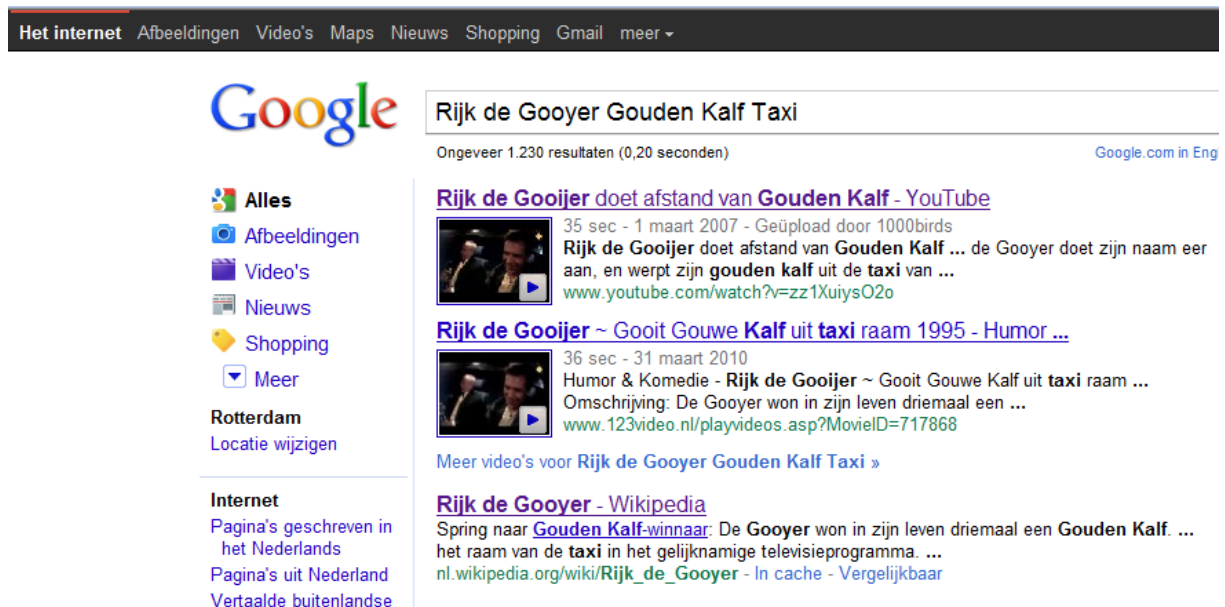 Het internet Afbeeldingen Video's Maps Nieuws Shopping Gmail meer
Google
Rijk de Gooyer Gouden Kalf Taxi
Ongeveer 1.230 resultaten (0,20 seconden)
Google.com in Engl
Alles
Afbeeldingen
Video's
Nieuws
Shopping
Meer
Rotterdam
Locatie wijzigen
Internet
Pagina's geschreven in
het Nederlands
Pagina's uit Nederland
Vertaalde buitenlandse
Rijk de Gooijer doet afstand van Gouden Kalf - YouTube
35 sec - 1 maart 2007 - Geüpload door 1000birds
Rijk de Gooijer doet afstand van Gouden Kalf ... de Gooyer doet zijn naam eer
aan, en werpt zijn gouden kalf uit de taxi van ...
www.youtube.com/watch?v=zz1XuiysO2o
Rijk de Gooijer ~ Gooit Gouwe Kalf uit taxi raam 1995 - Humor ...
36 sec - 31 maart 2010
Humor & Komedie - Rijk de Gooijer ~ Gooit Gouwe Kalf uit taxi raam ...
Omschrijving: De Gooyer won in zijn leven driemaal een ...
www.123video.nl/playvideos.asp?MovieID=717868
Meer video's voor Rijk de Gooyer Gouden Kalf Taxi »
Rijk de Gooyer - Wikipedia
Spring naar Gouden Kalf-winnaar: De Gooyer won in zijn leven driemaal een Gouden Kalf. ...
het raam van de taxi in het gelijknamige televisieprogramma. ...
nl.wikipedia.org/wiki/Rijk_de_Gooyer - In cache - Vergelijkbaar